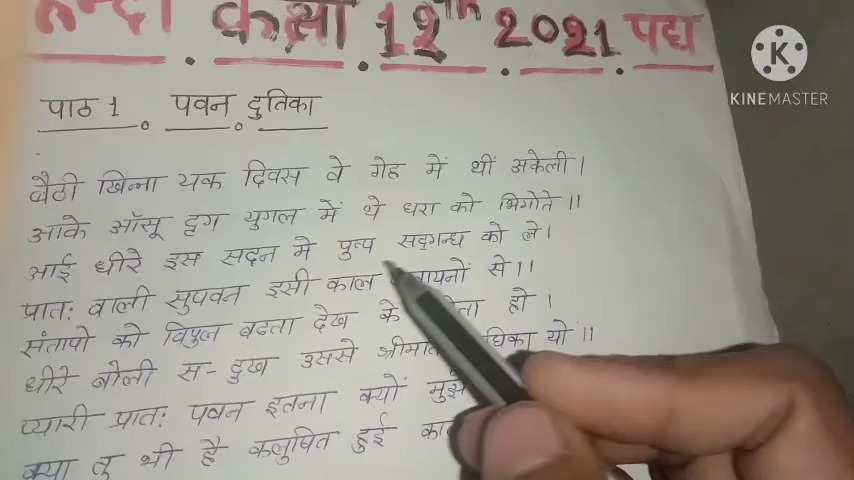 हिन्दी . कक्षा . 12th . 2021 . पद्य
KINEMASTER
पाठ 1 . पवन दुतिका
बैठी खिन्ना यक दिवस वे गेह में थीं अकेली।
आके आँसू दृग युगल में थे धरा को भिगोते॥
आई धीरे इस सदन मे पुष्प सद्गन्ध को ले।
प्रातः वाली सुपवन इसी काल से॥
संतापो को विपुल बढता देख के हो।
धीरे बोली स-दुख उससे यो॥
प्यारी प्रातः पवन इतना क्यों
क्या तु भी है कलुषित हुई